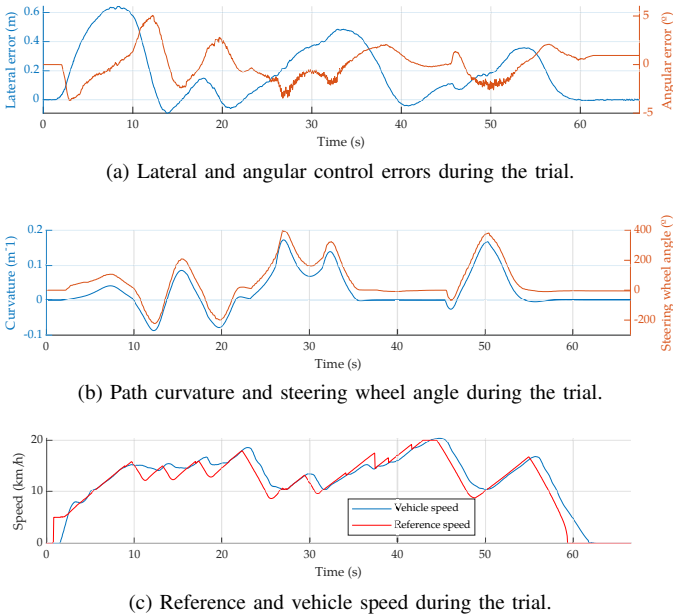 0.6
0.4
0.2
0
Lateral error (m)
5
0
-5
Angular error (º)
0 10 20 30 40 50 60
Time (s)
(a) Lateral and angular control errors during the trial.
0.2
0.1
0
-0.1
Curvature (mˉ1)
400
200
0
-200
Steering wheel angle (º)
0 10 20 30 40 50 60
Time (s)
(b) Path curvature and steering wheel angle during the trial.
20
10
0
Speed (km/h)
Vehicle speed
Reference speed
0 10 20 30 40 50 60
Time (s)
(c) Reference and vehicle speed during the trial.